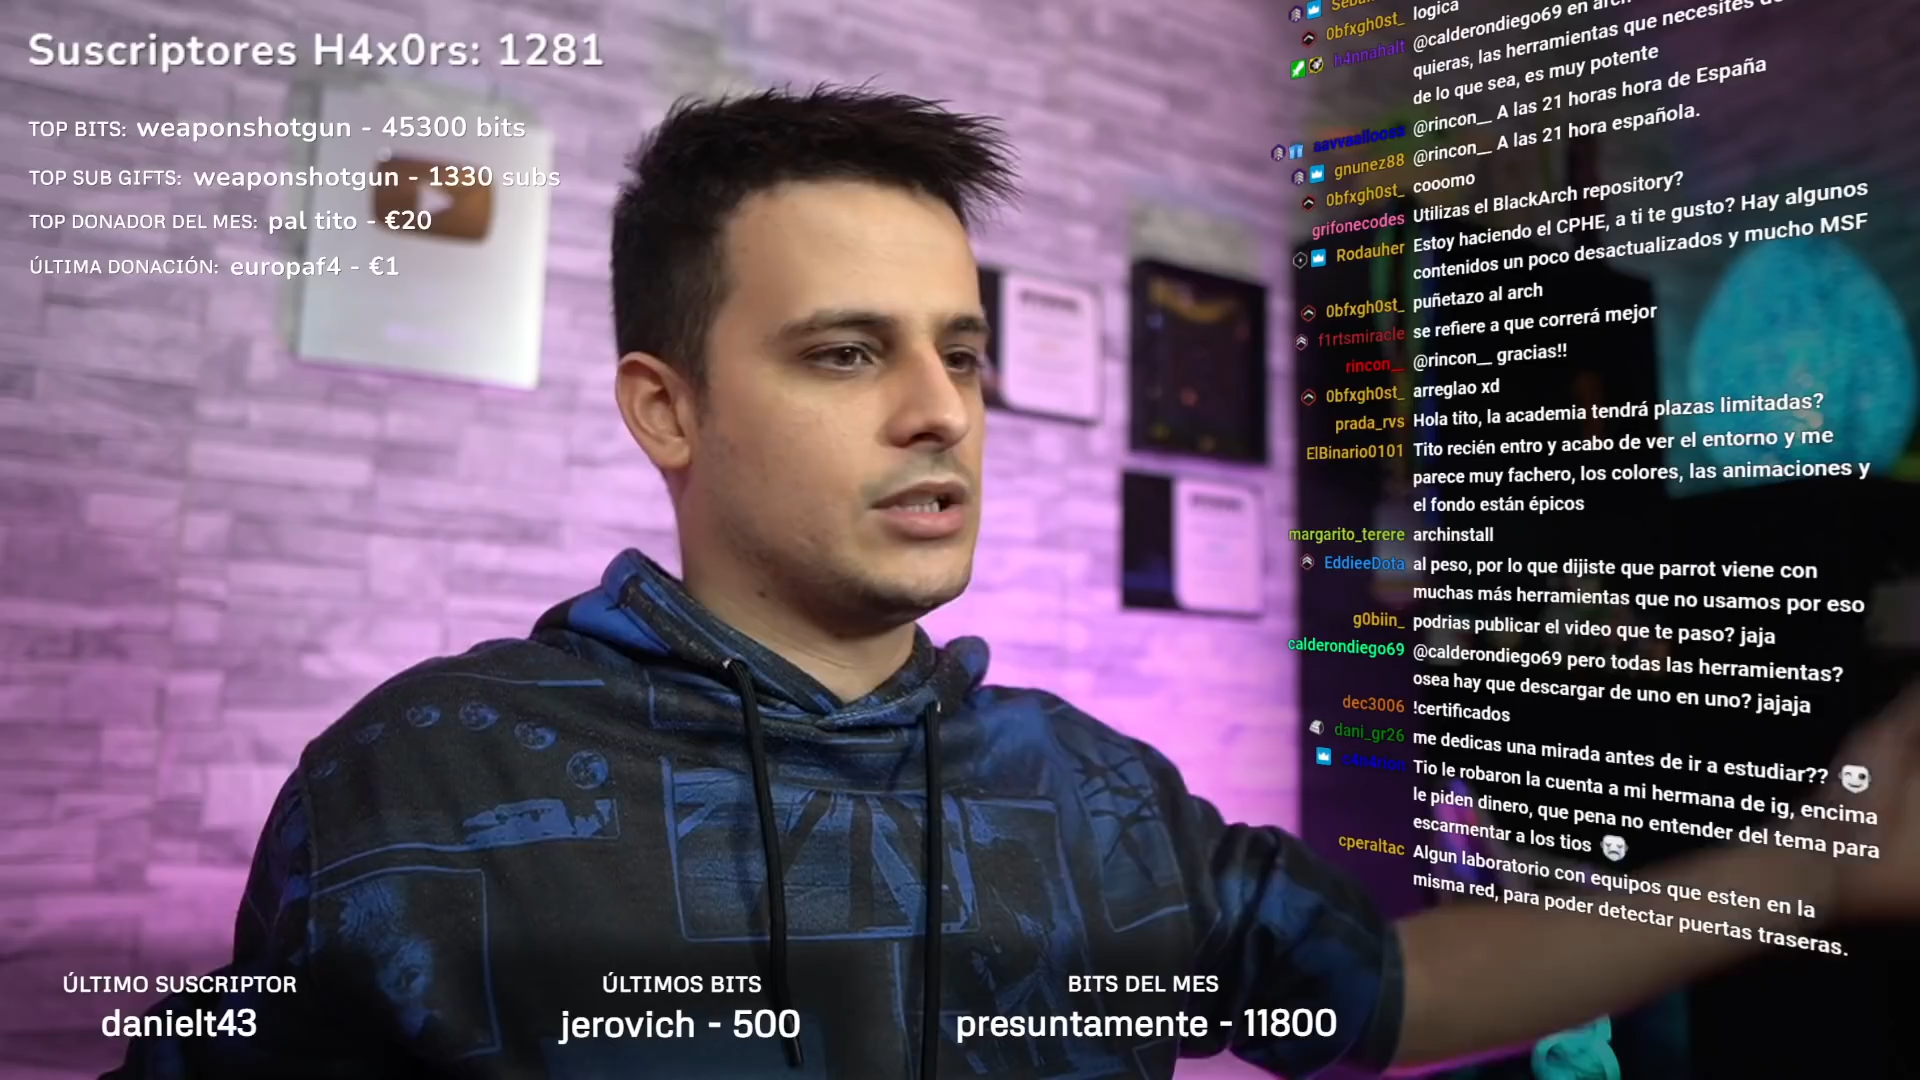 Suscriptores H4x0rs: 1281
TOP BITS: weaponshotgun - 45300 bits
TOP SUB GIFTS: weaponshotgun - 1330 subs
TOP DONADOR DEL MES: pal tito - €20
ÚLTIMA DONACIÓN: europaf4 - €1
logica
0bfxgh0st_ @calderondiego69 en
h4nnahalt quieras, las herramientas que necesites
de lo que sea, es muy potente
@rincon__ A las 21 horas hora de España
aavvaalloosa @rincon__ A las 21 hora española.
gnunez88 cooomo
0bfxgh0st_ Utilizas el BlackArch repository?
grifonecodes Estoy haciendo el CPHE, a ti te gusto? Hay algunos
Rodauher contenidos un poco desactualizados y mucho MSF
puñetazo al arch
0bfxgh0st_ se refiere a que correrá mejor
f1rtsmiracle @rincon__ gracias!!
rincon__ arreglao xd
0bfxgh0st_ Hola tito, la academia tendrá plazas limitadas?
prada_rvs Tito recién entro y acabo de ver el entorno y me
ElBinario0101 parece muy fachero, los colores, las animaciones y
el fondo están épicos
margarito_terere archinstall
EddieeDota al peso, por lo que dijiste que parrot viene con
muchas más herramientas que no usamos por eso
g0biin_ podrias publicar el video que te paso? jaja
calderondiego69 @calderondiego69 pero todas las herramientas?
osea hay que descargar de uno en uno? jajaja
dec3006 !certificados
dani_gr26 me dedicas una mirada antes de ir a estudiar??
c4n4rion Tio le robaron la cuenta a mi hermana de ig, encima
le piden dinero, que pena no entender del tema para
escarmentar a los tios
cperaltac Algun laboratorio con equipos que esten en la
misma red, para poder detectar puertas traseras.
ÚLTIMO SUSCRIPTOR
danielt43
ÚLTIMOS BITS
jerovich - 500
BITS DEL MES
presuntamente - 11800